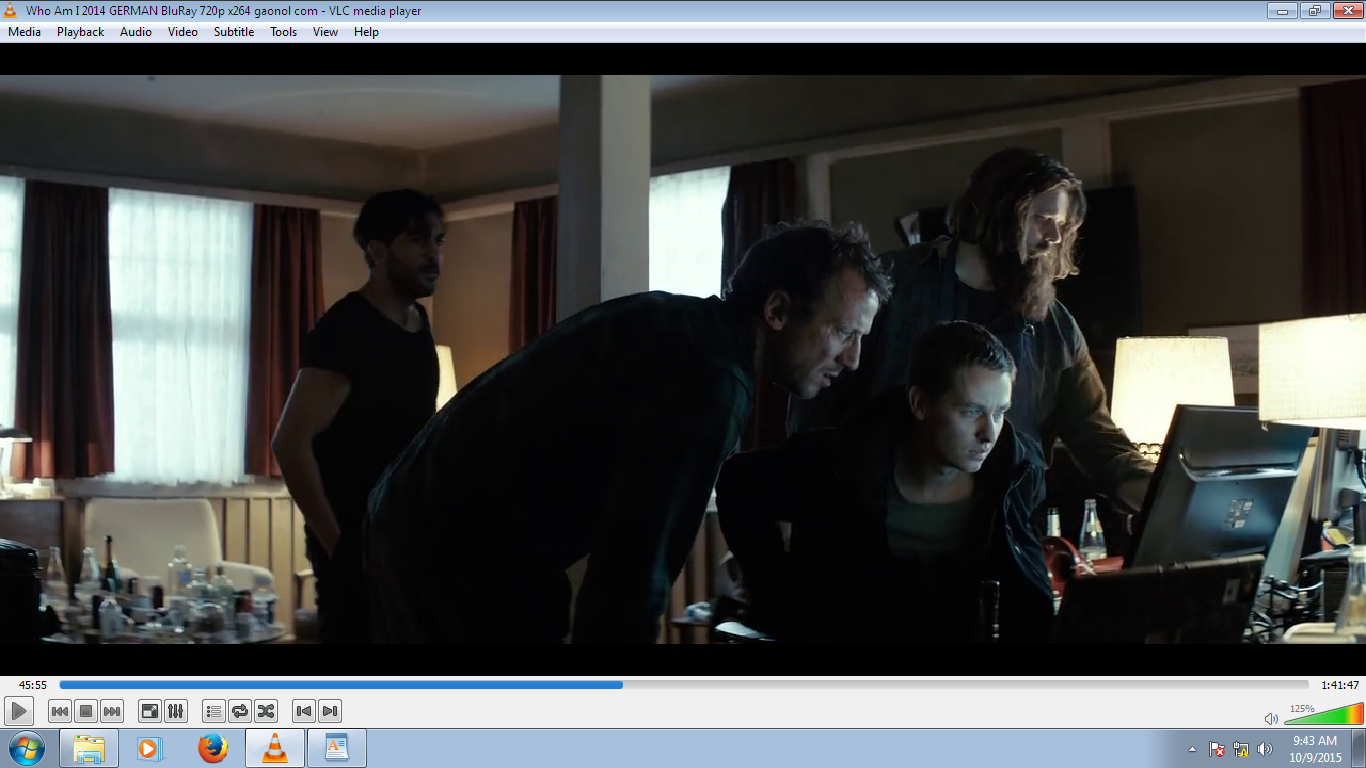 Who Am I 2014 GERMAN BluRay 720p x264 gaonol com - VLC media player
Media Playback Audio Video Subtitle Tools View Help
45:55
1:41:47
125%
9:43 AM
10/9/2015